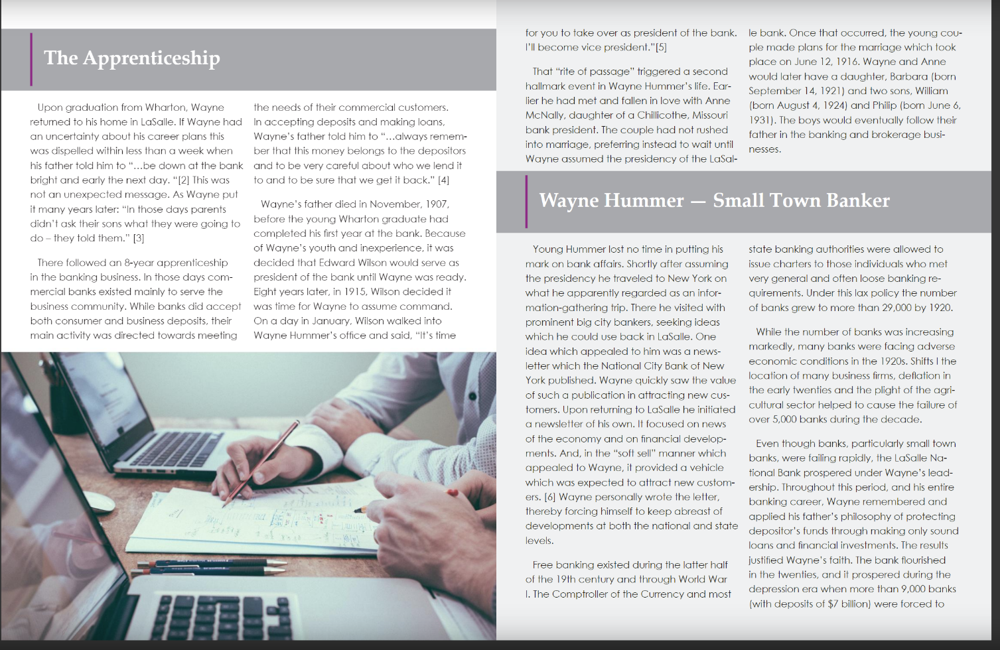 The Apprenticeship
Upon graduation from Wharton, Wayne
returned to his home in LaSalle. If Wayne had
an uncertainty about his career plans this
was dispelled within less than a week when
his father told him to “…be down at the bank
bright and early the next day. “[2] This was
not an unexpected message. As Wayne put
it many years later: “In those days parents
didn’t ask their sons what they were going to
do – they told them.” [3]
There followed an 8-year apprenticeship
in the banking business. In those days com-
mercial banks existed mainly to serve the
business community. While banks did accept
both consumer and business deposits, their
main activity was directed towards meeting
the needs of their commercial customers.
In accepting deposits and making loans,
Wayne’s father told him to “…always remem-
ber that this money belongs to the depositors
and to be very careful about who we lend it
to and to be sure that we get it back.” [4]
Wayne’s father died in November, 1907,
before the young Wharton graduate had
completed his first year at the bank. Because
of Wayne’s youth and inexperience, it was
decided that Edward Wilson would serve as
president of the bank until Wayne was ready.
Eight years later, in 1915, Wilson decided it
was time for Wayne to assume command.
On a day in January, Wilson walked into
Wayne Hummer’s office and said, “It’s time
for you to take over as president of the bank.
I’ll become vice president.”[5]
That “rite of passage” triggered a second
hallmark event in Wayne Hummer’s life. Ear-
lier he had met and fallen in love with Anne
McNally, daughter of a Chillicothe, Missouri
bank president. The couple had not rushed
into marriage, preferring instead to wait until
Wayne assumed the presidency of the LaSal-
le bank. Once that occurred, the young cou-
ple made plans for the marriage which took
place on June 12, 1916. Wayne and Anne
would later have a daughter, Barbara (born
September 14, 1921) and two sons, William
(born August 4, 1924) and Philip (born June 6,
1931). The boys would eventually follow their
father in the banking and brokerage busi-
nesses.
Wayne Hummer — Small Town Banker
Young Hummer lost no time in putting his
mark on bank affairs. Shortly after assuming
the presidency he traveled to New York on
what he apparently regarded as an infor-
mation-gathering trip. There he visited with
prominent big city bankers, seeking ideas
which he could use back in LaSalle. One
idea which appealed to him was a news-
letter which the National City Bank of New
York published. Wayne quickly saw the value
of such a publication in attracting new cus-
tomers. Upon returning to LaSalle he initiated
a newsletter of his own. It focused on news
of the economy and on financial develop-
ments. And, in the “soft sell” manner which
appealed to Wayne, it provided a vehicle
which was expected to attract new custom-
ers. [6] Wayne personally wrote the letter,
thereby forcing himself to keep abreast of
developments at both the national and state
levels.
Free banking existed during the latter half
of the 19th century and through World War
I. The Comptroller of the Currency and most
state banking authorities were allowed to
issue charters to those individuals who met
very general and often loose banking re-
quirements. Under this lax policy the number
of banks grew to more than 29,000 by 1920.
While the number of banks was increasing
markedly, many banks were facing adverse
economic conditions in the 1920s. Shifts I the
location of many business firms, deflation in
the early twenties and the plight of the agri-
cultural sector helped to cause the failure of
over 5,000 banks during the decade.
Even though banks, particularly small town
banks, were failing rapidly, the LaSalle Na-
tional Bank prospered under Wayne’s lead-
ership. Throughout this period, and his entire
banking career, Wayne remembered and
applied his father’s philosophy of protecting
depositor’s funds through making only sound
loans and financial investments. The results
justified Wayne’s faith. The bank flourished
in the twenties, and it prospered during the
depression era when more than 9,000 banks
(with deposits of $7 billion) were forced to